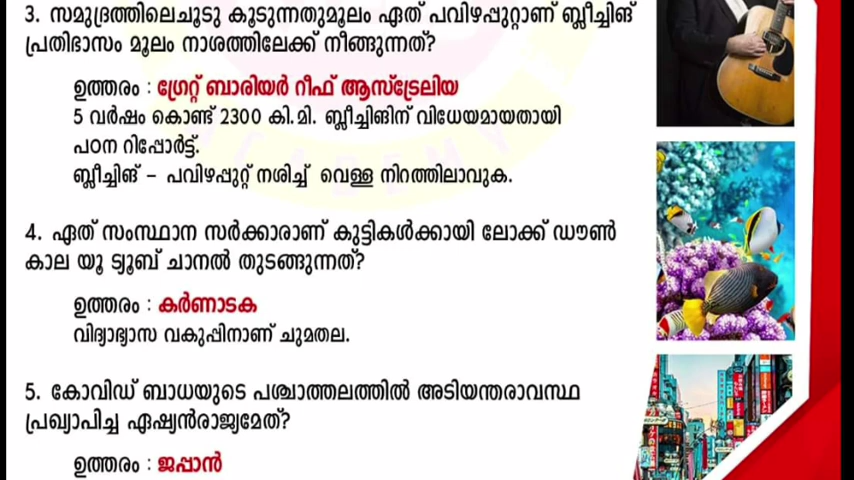 3. സമുദ്രത്തിലെചൂടു കൂടുന്നതുമൂലം ഏത് പവിഴപ്പുറ്റാണ് ബ്ലീച്ചിങ്
പ്രതിഭാസം മൂലം നാശത്തിലേക്ക് നീങ്ങുന്നത്?
ഉത്തരം : ഗ്രേറ്റ് ബാരിയർ റീഫ് ആസ്ട്രേലിയ
5 വർഷം കൊണ്ട് 2300 കി.മി. ബ്ലീച്ചിങിന് വിധേയമായതായി
പഠന റിപ്പോർട്ട്.
ബ്ലീച്ചിങ് – പവിഴപ്പുറ്റ് നശിച്ച് വെള്ള നിറത്തിലാവുക.
4. ഏത് സംസ്ഥാന സർക്കാരാണ് കുട്ടികൾക്കായി ലോക്ക് ഡൗൺ
കാല യൂ ട്യൂബ് ചാനൽ തുടങ്ങുന്നത്?
ഉത്തരം : കർണാടക
വിദ്യാഭ്യാസ വകുപ്പിനാണ് ചുമതല.
5. കോവിഡ് ബാധയുടെ പശ്ചാത്തലത്തിൽ അടിയന്തരാവസ്ഥ
പ്രഖ്യാപിച്ച ഏഷ്യൻരാജ്യമേത്?
ഉത്തരം : ജപ്പാൻ